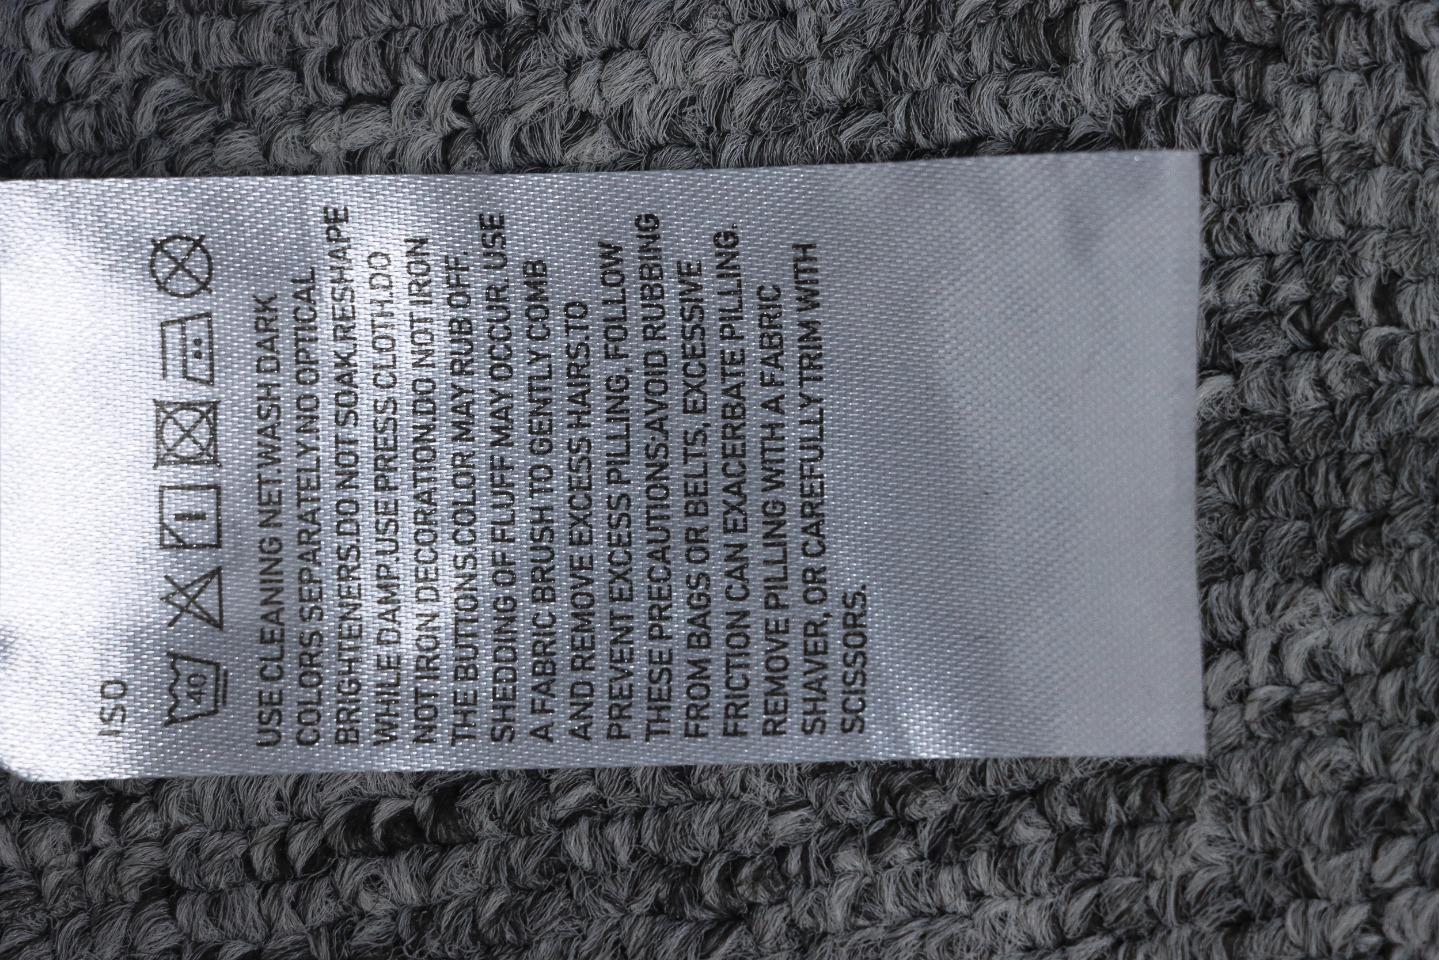 ISO
40
USE CLEANING NET.WASH DARK
COLORS SEPARATELY.NO OPTICAL
BRIGHTENERS.DO NOT SOAK.RESHAPE
WHILE DAMP.USE PRESS CLOTH.DO
NOT IRON DECORATION.DO NOT IRON
THE BUTTONS.COLOR MAY RUB OFF.
SHEDDING OF FLUFF MAY OCCUR. USE
A FABRIC BRUSH TO GENTLY COMB
AND REMOVE EXCESS HAIRS.TO
PREVENT EXCESS PILLING, FOLLOW
THESE PRECAUTIONS:AVOID RUBBING
FROM BAGS OR BELTS, EXCESSIVE
FRICTION CAN EXACERBATE PILLING.
REMOVE PILLING WITH A FABRIC
SHAVER, OR CAREFULLY TRIM WITH
SCISSORS.